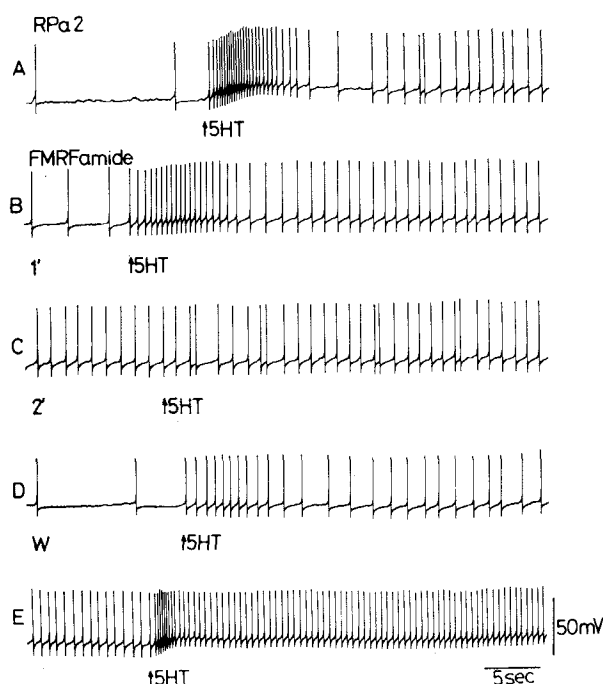 RPa2
A
↑5HT
FMRFamide
B
1' ↑5HT
C
2' ↑5HT
D
W ↑5HT
E
50mV
↑5HT 5sec